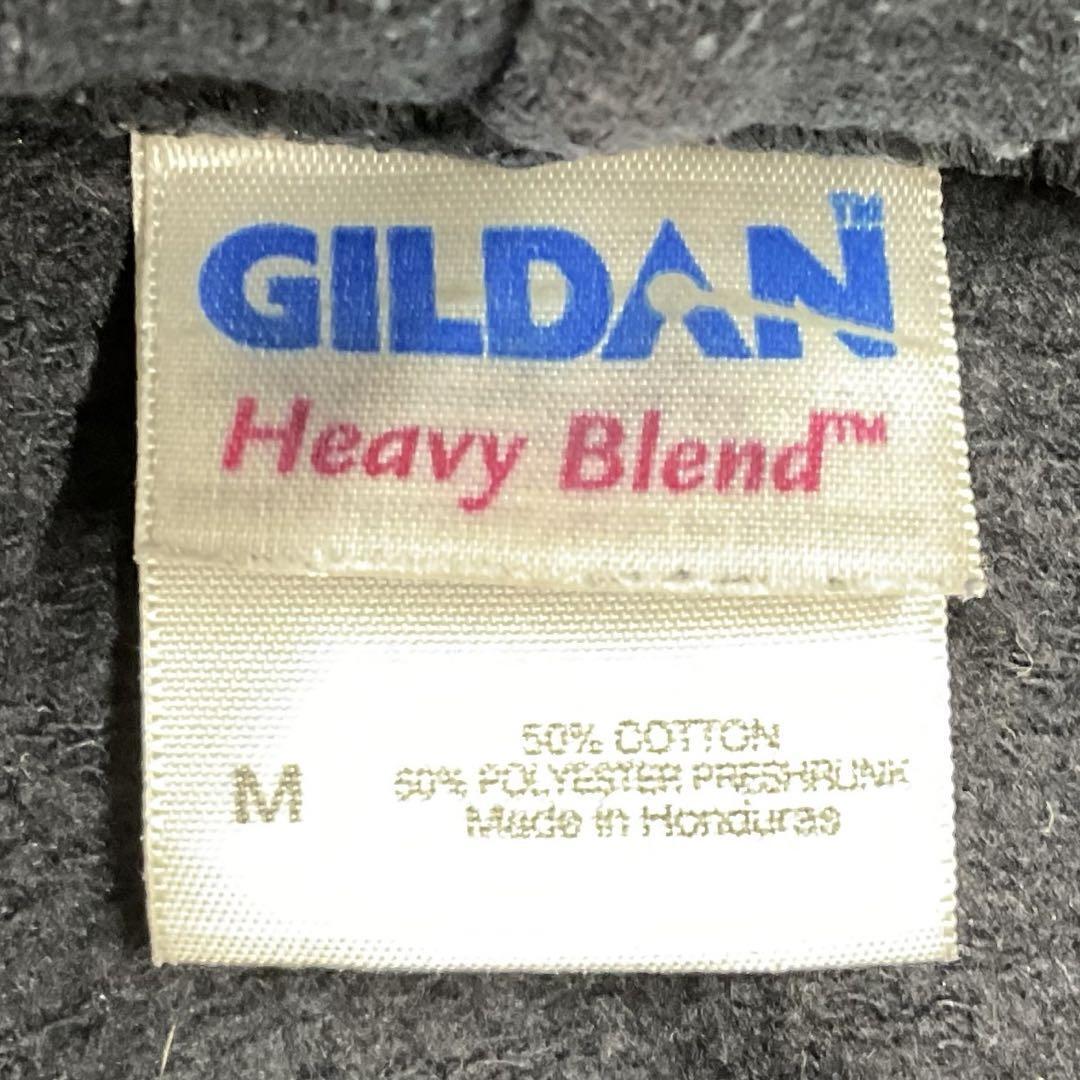 GILDAN™
Heavy Blend™
50% COTTON
M 50% POLYESTER PRESHRUNK
Made in Honduras